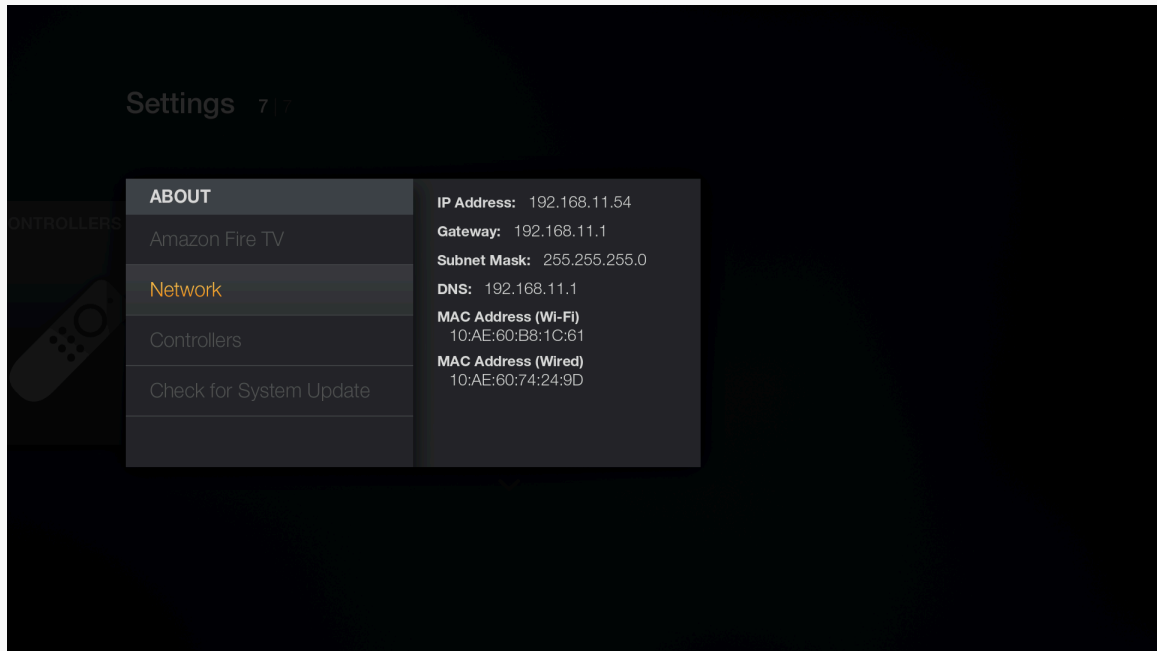 Settings 7 | 7
ONTROLLERS
ABOUT
Amazon Fire TV
Network
Controllers
Check for System Update
IP Address: 192.168.11.54
Gateway: 192.168.11.1
Subnet Mask: 255.255.255.0
DNS: 192.168.11.1
MAC Address (Wi-Fi)
10:AE:60:B8:1C:61
MAC Address (Wired)
10:AE:60:74:24:9D